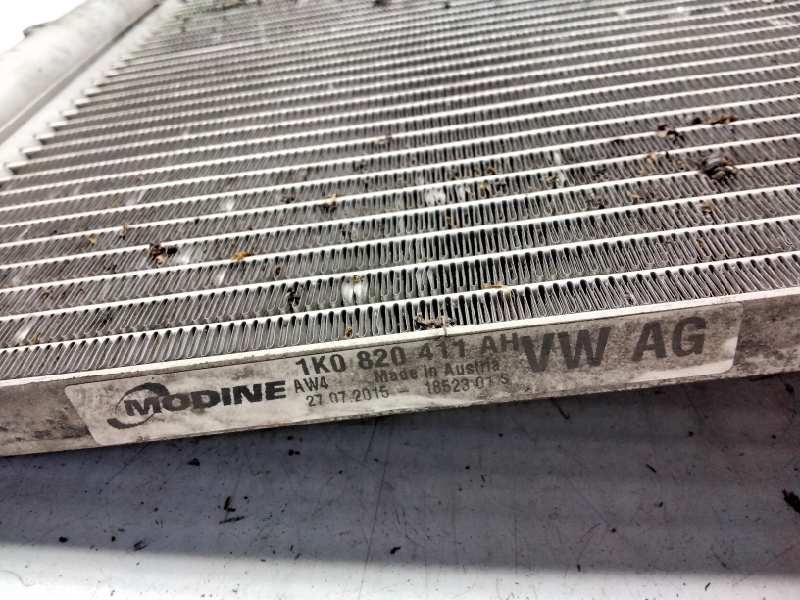 MODINE
1K0 820 411 AH VW AG
AW4 Made in Austria
27.07.2015 18523 01 S